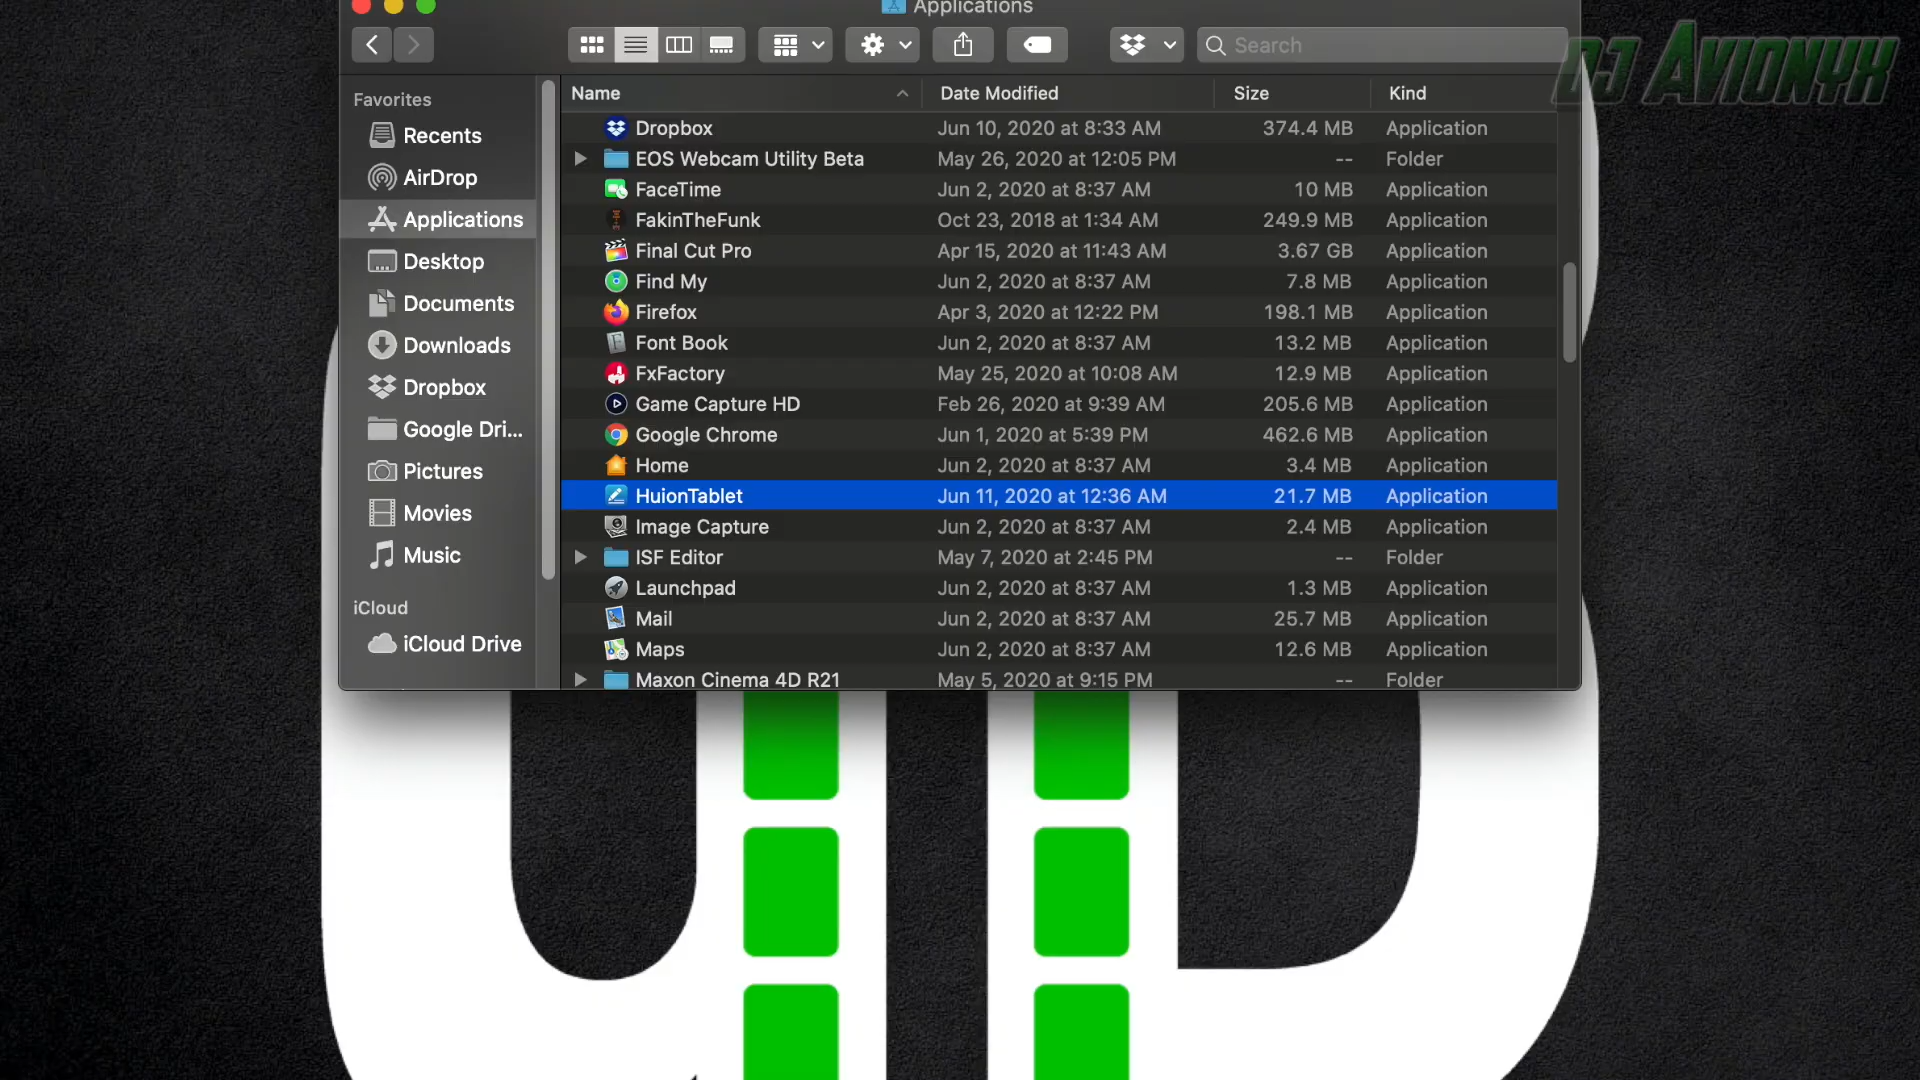 Applications
Search
DJ AVIONYX
Favorites
Recents
AirDrop
Applications
Desktop
Documents
Downloads
Dropbox
Google Dri...
Pictures
Movies
Music
iCloud
iCloud Drive
Name Date Modified Size Kind
Dropbox Jun 10, 2020 at 8:33 AM 374.4 MB Application
EOS Webcam Utility Beta May 26, 2020 at 12:05 PM -- Folder
FaceTime Jun 2, 2020 at 8:37 AM 10 MB Application
FakinTheFunk Oct 23, 2018 at 1:34 AM 249.9 MB Application
Final Cut Pro Apr 15, 2020 at 11:43 AM 3.67 GB Application
Find My Jun 2, 2020 at 8:37 AM 7.8 MB Application
Firefox Apr 3, 2020 at 12:22 PM 198.1 MB Application
Font Book Jun 2, 2020 at 8:37 AM 13.2 MB Application
FxFactory May 25, 2020 at 10:08 AM 12.9 MB Application
Game Capture HD Feb 26, 2020 at 9:39 AM 205.6 MB Application
Google Chrome Jun 1, 2020 at 5:39 PM 462.6 MB Application
Home Jun 2, 2020 at 8:37 AM 3.4 MB Application
HuionTablet Jun 11, 2020 at 12:36 AM 21.7 MB Application
Image Capture Jun 2, 2020 at 8:37 AM 2.4 MB Application
ISF Editor May 7, 2020 at 2:45 PM -- Folder
Launchpad Jun 2, 2020 at 8:37 AM 1.3 MB Application
Mail Jun 2, 2020 at 8:37 AM 25.7 MB Application
Maps Jun 2, 2020 at 8:37 AM 12.6 MB Application
Maxon Cinema 4D R21 May 5, 2020 at 9:15 PM -- Folder